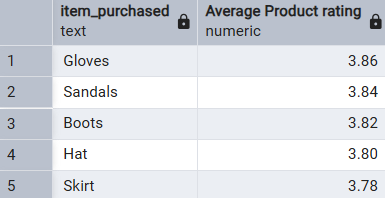 item_purchased Average Product rating
text numeric
1 Gloves 3.86
2 Sandals 3.84
3 Boots 3.82
4 Hat 3.80
5 Skirt 3.78